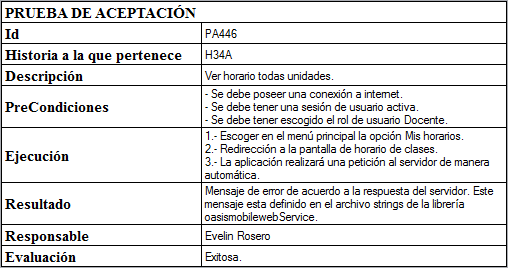 PRUEBA DE ACEPTACIÓN
Id PA446
Historia a la que pertenece H34A
Descripción Ver horario todas unidades.
PreCondiciones - Se debe poseer una conexión a internet.
- Se debe tener una sesión de usuario activa.
- Se debe tener escogido el rol de usuario Docente.
Ejecución 1.- Escoger en el menú principal la opción Mis horarios.
2.- Redirección a la pantalla de horario de clases.
3.- La aplicación realizará una petición al servidor de manera
automática.
Resultado Mensaje de error de acuerdo a la respuesta del servidor. Este
mensaje esta definido en el archivo strings de la librería
oasismobilewebService.
Responsable Evelin Rosero
Evaluación Exitosa.